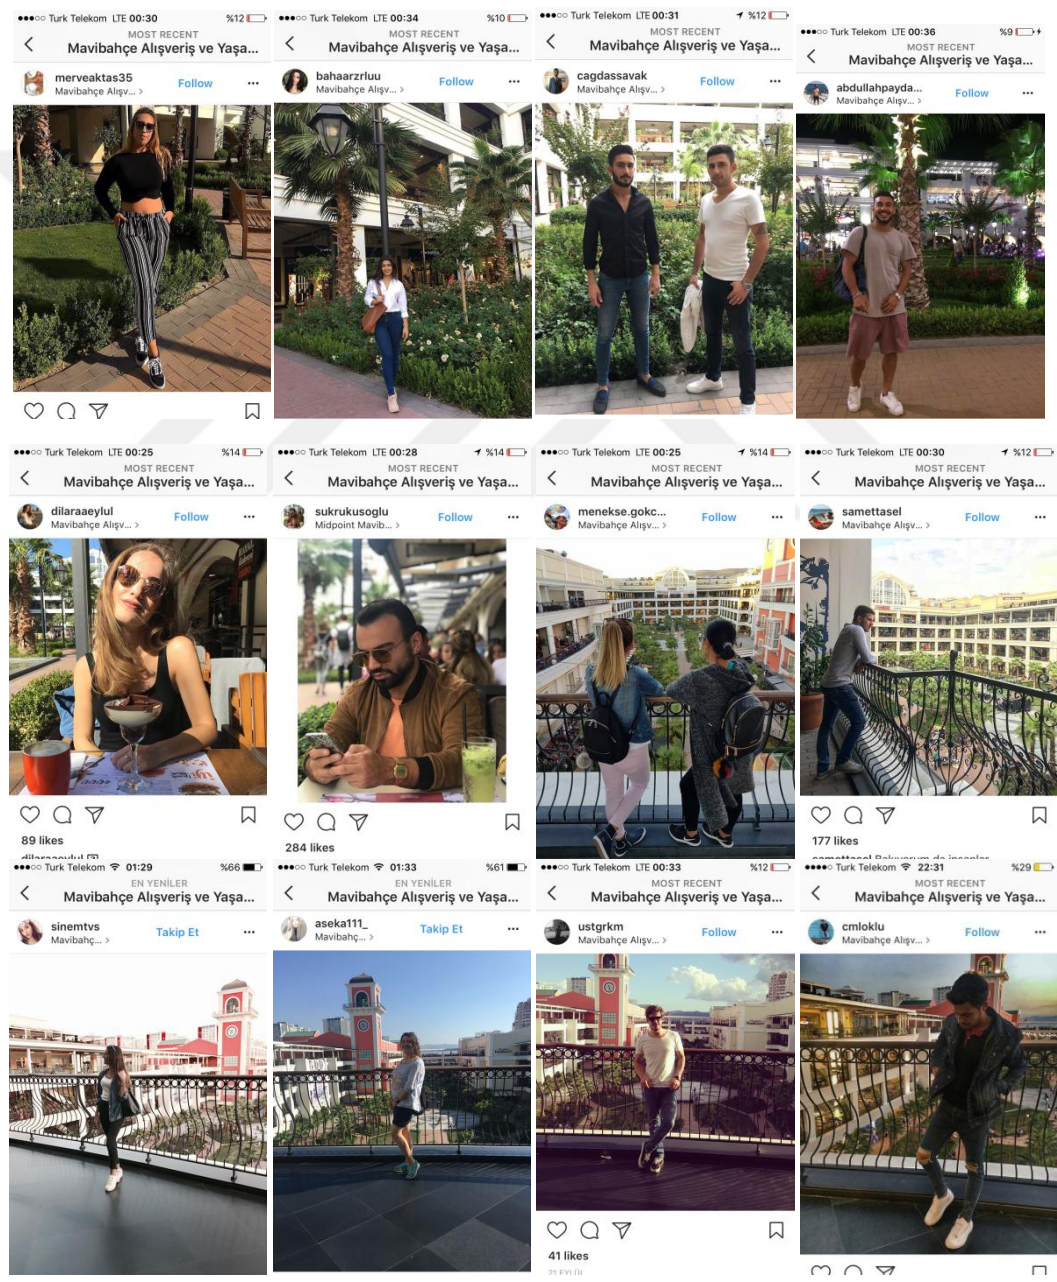 Turk Telekom LTE 00:30 %12
MOST RECENT
Mavibahçe Alışveriş ve Yaşa...
merveaktas35 Follow
Mavibahçe Alışv... >
Turk Telekom LTE 00:34 %10
MOST RECENT
Mavibahçe Alışveriş ve Yaşa...
bahaarzrluu Follow
Mavibahçe Alışv... >
Turk Telekom LTE 00:31 %12
MOST RECENT
Mavibahçe Alışveriş ve Yaşa...
cagdassavak Follow
Mavibahçe Alışv... >
Turk Telekom LTE 00:36 %9
MOST RECENT
Mavibahçe Alışveriş ve Yaşa...
abdullahpayda... Follow
Mavibahçe Alışv... >
Turk Telekom LTE 00:25 %14
MOST RECENT
Mavibahçe Alışveriş ve Yaşa...
dilaraaeylul Follow
Mavibahçe Alışv... >
89 likes
dilaraaeylul
Turk Telekom LTE 00:28 %14
MOST RECENT
Mavibahçe Alışveriş ve Yaşa...
sukrukusoglu Follow
Midpoint Mavib... >
284 likes
Turk Telekom LTE 00:25 %14
MOST RECENT
Mavibahçe Alışveriş ve Yaşa...
menekse.gokc... Follow
Mavibahçe Alışv... >
Turk Telekom LTE 00:30 %12
MOST RECENT
Mavibahçe Alışveriş ve Yaşa...
samettasel Follow
Mavibahçe Alışv... >
177 likes
samettasel Bakıyorum da insanlar
Turk Telekom 01:29 %66
EN YENİLER
Mavibahçe Alışveriş ve Yaşa...
sinemtvs Takip Et
Mavibahç... >
Turk Telekom 01:33 %61
EN YENİLER
Mavibahçe Alışveriş ve Yaşa...
aseka111_ Takip Et
Mavibahç... >
Turk Telekom LTE 00:33 %12
MOST RECENT
Mavibahçe Alışveriş ve Yaşa...
ustgrkm Follow
Mavibahçe Alışv... >
41 likes
21 EYLÜL
Turk Telekom 22:31 %29
MOST RECENT
Mavibahçe Alışveriş ve Yaşa...
cmloklu Follow
Mavibahçe Alışv... >